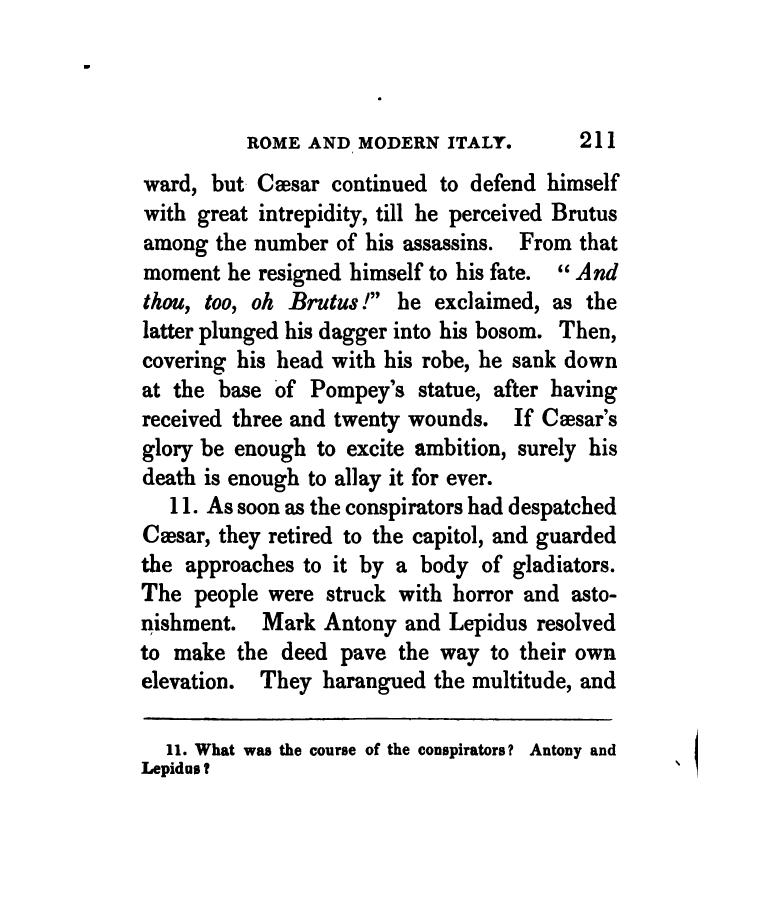 ROME AND MODERN ITALY. 211
ward, but Cæsar continued to defend himself
with great intrepidity, till he perceived Brutus
among the number of his assassins. From that
moment he resigned himself to his fate. “And
thou, too, oh Brutus!” he exclaimed, as the
latter plunged his dagger into his bosom. Then,
covering his head with his robe, he sank down
at the base of Pompey’s statue, after having
received three and twenty wounds. If Cæsar’s
glory be enough to excite ambition, surely his
death is enough to allay it for ever.
11. As soon as the conspirators had despatched
Cæsar, they retired to the capitol, and guarded
the approaches to it by a body of gladiators.
The people were struck with horror and asto-
nishment. Mark Antony and Lepidus resolved
to make the deed pave the way to their own
elevation. They harangued the multitude, and
11. What was the course of the conspirators? Antony and
Lepidus?